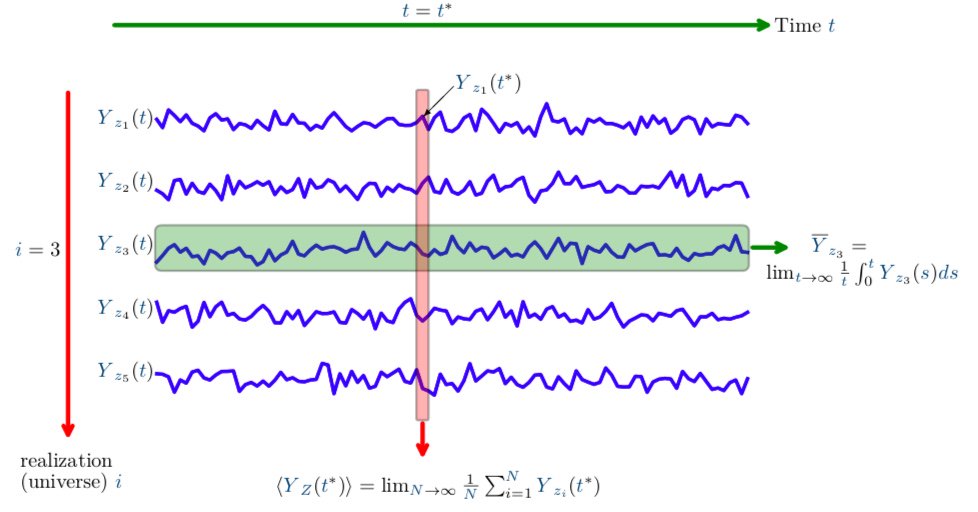 t = t*
Time t
Y_{z_1}(t*)
Y_{z_1}(t)
Y_{z_2}(t)
Y_{z_3}(t)
i = 3
\overline{Y}_{z_3} =
lim_{t→∞} \frac{1}{t} ∫_0^t Y_{z_3}(s)ds
Y_{z_4}(t)
Y_{z_5}(t)
realization
(universe) i
⟨Y_Z(t*)⟩ = lim_{N→∞} \frac{1}{N} ∑_{i=1}^N Y_{z_i}(t*)